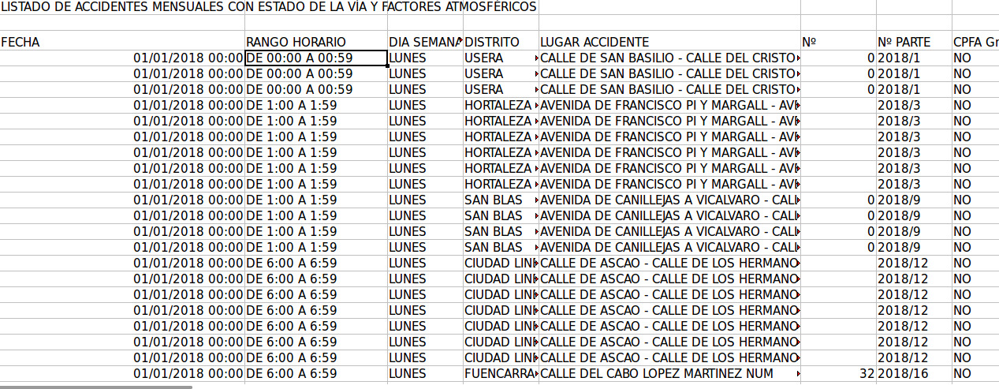 LISTADO DE ACCIDENTES MENSUALES CON ESTADO DE LA VÍA Y FACTORES ATMOSFÉRICOS
FECHA RANGO HORARIO DIA SEMANA DISTRITO LUGAR ACCIDENTE Nº Nº PARTE CPFA Gr
01/01/2018 00:00 DE 00:00 A 00:59 LUNES USERA CALLE DE SAN BASILIO - CALLE DEL CRISTO 0 2018/1 NO
01/01/2018 00:00 DE 00:00 A 00:59 LUNES USERA CALLE DE SAN BASILIO - CALLE DEL CRISTO 0 2018/1 NO
01/01/2018 00:00 DE 00:00 A 00:59 LUNES USERA CALLE DE SAN BASILIO - CALLE DEL CRISTO 0 2018/1 NO
01/01/2018 00:00 DE 1:00 A 1:59 LUNES HORTALEZA AVENIDA DE FRANCISCO PI Y MARGALL - AVE 2018/3 NO
01/01/2018 00:00 DE 1:00 A 1:59 LUNES HORTALEZA AVENIDA DE FRANCISCO PI Y MARGALL - AVE 2018/3 NO
01/01/2018 00:00 DE 1:00 A 1:59 LUNES HORTALEZA AVENIDA DE FRANCISCO PI Y MARGALL - AVE 2018/3 NO
01/01/2018 00:00 DE 1:00 A 1:59 LUNES HORTALEZA AVENIDA DE FRANCISCO PI Y MARGALL - AVE 2018/3 NO
01/01/2018 00:00 DE 1:00 A 1:59 LUNES HORTALEZA AVENIDA DE FRANCISCO PI Y MARGALL - AVE 2018/3 NO
01/01/2018 00:00 DE 1:00 A 1:59 LUNES HORTALEZA AVENIDA DE FRANCISCO PI Y MARGALL - AVE 2018/3 NO
01/01/2018 00:00 DE 1:00 A 1:59 LUNES SAN BLAS AVENIDA DE CANILLEJAS A VICALVARO - CALL 0 2018/9 NO
01/01/2018 00:00 DE 1:00 A 1:59 LUNES SAN BLAS AVENIDA DE CANILLEJAS A VICALVARO - CALL 0 2018/9 NO
01/01/2018 00:00 DE 1:00 A 1:59 LUNES SAN BLAS AVENIDA DE CANILLEJAS A VICALVARO - CALL 0 2018/9 NO
01/01/2018 00:00 DE 1:00 A 1:59 LUNES SAN BLAS AVENIDA DE CANILLEJAS A VICALVARO - CALL 0 2018/9 NO
01/01/2018 00:00 DE 6:00 A 6:59 LUNES CIUDAD LINE CALLE DE ASCAO - CALLE DE LOS HERMANO 2018/12 NO
01/01/2018 00:00 DE 6:00 A 6:59 LUNES CIUDAD LINE CALLE DE ASCAO - CALLE DE LOS HERMANO 2018/12 NO
01/01/2018 00:00 DE 6:00 A 6:59 LUNES CIUDAD LINE CALLE DE ASCAO - CALLE DE LOS HERMANO 2018/12 NO
01/01/2018 00:00 DE 6:00 A 6:59 LUNES CIUDAD LINE CALLE DE ASCAO - CALLE DE LOS HERMANO 2018/12 NO
01/01/2018 00:00 DE 6:00 A 6:59 LUNES CIUDAD LINE CALLE DE ASCAO - CALLE DE LOS HERMANO 2018/12 NO
01/01/2018 00:00 DE 6:00 A 6:59 LUNES CIUDAD LINE CALLE DE ASCAO - CALLE DE LOS HERMANO 2018/12 NO
01/01/2018 00:00 DE 6:00 A 6:59 LUNES CIUDAD LINE CALLE DE ASCAO - CALLE DE LOS HERMANO 2018/12 NO
01/01/2018 00:00 DE 6:00 A 6:59 LUNES FUENCARRA CALLE DEL CABO LOPEZ MARTINEZ NUM 32 2018/16 NO